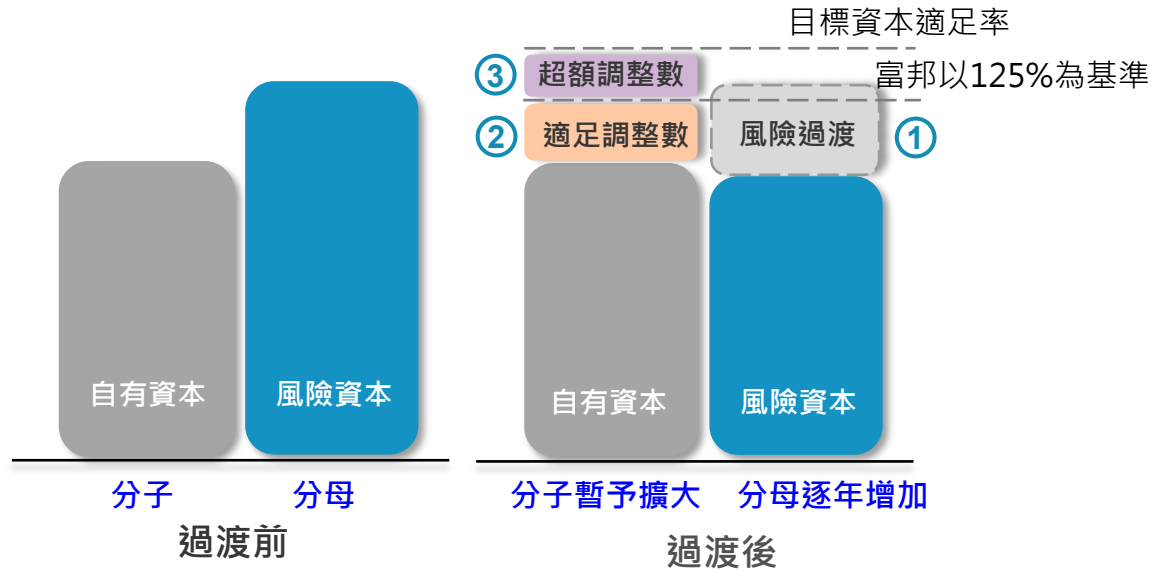 目標資本適足率
③ 超額調整數
富邦以125%為基準
② 適足調整數
風險過渡 ①
自有資本
風險資本
自有資本
風險資本
分子
分母
分子暫予擴大
分母逐年增加
過渡前
過渡後